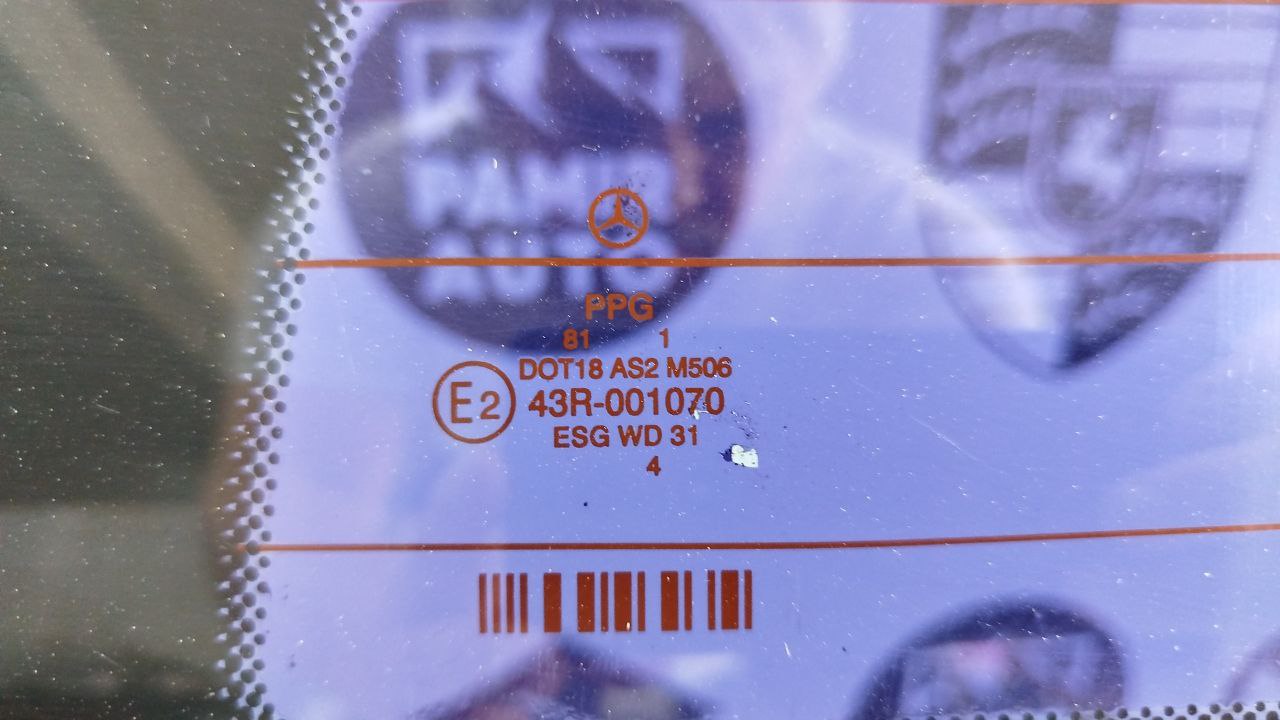 PAMIR
AUTO
PPG
81 1
DOT18 AS2 M506
E2 43R-001070
ESG WD 31
4